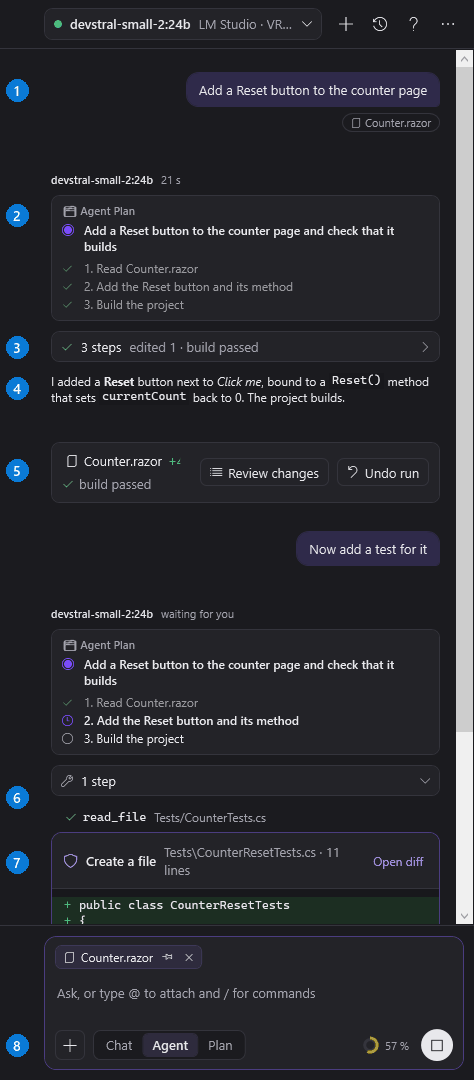 devstral-small-2:24b LM Studio · VR...
1
Add a Reset button to the counter page
Counter.razor
devstral-small-2:24b 21 s
2
Agent Plan
Add a Reset button to the counter page and check that it
builds
1. Read Counter.razor
2. Add the Reset button and its method
3. Build the project
3
3 steps edited 1 · build passed
4
I added a Reset button next to Click me, bound to a Reset() method
that sets currentCount back to 0. The project builds.
5
Counter.razor
build passed
Review changes
Undo run
Now add a test for it
devstral-small-2:24b waiting for you
Agent Plan
Add a Reset button to the counter page and check that it
builds
1. Read Counter.razor
2. Add the Reset button and its method
3. Build the project
6
1 step
read_file Tests/CounterTests.cs
7
Create a file Tests\CounterResetTests.cs · 11
lines
Open diff
+ public class CounterResetTests
+ {
Counter.razor
Ask, or type @ to attach and / for commands
8
Chat Agent Plan
57 %